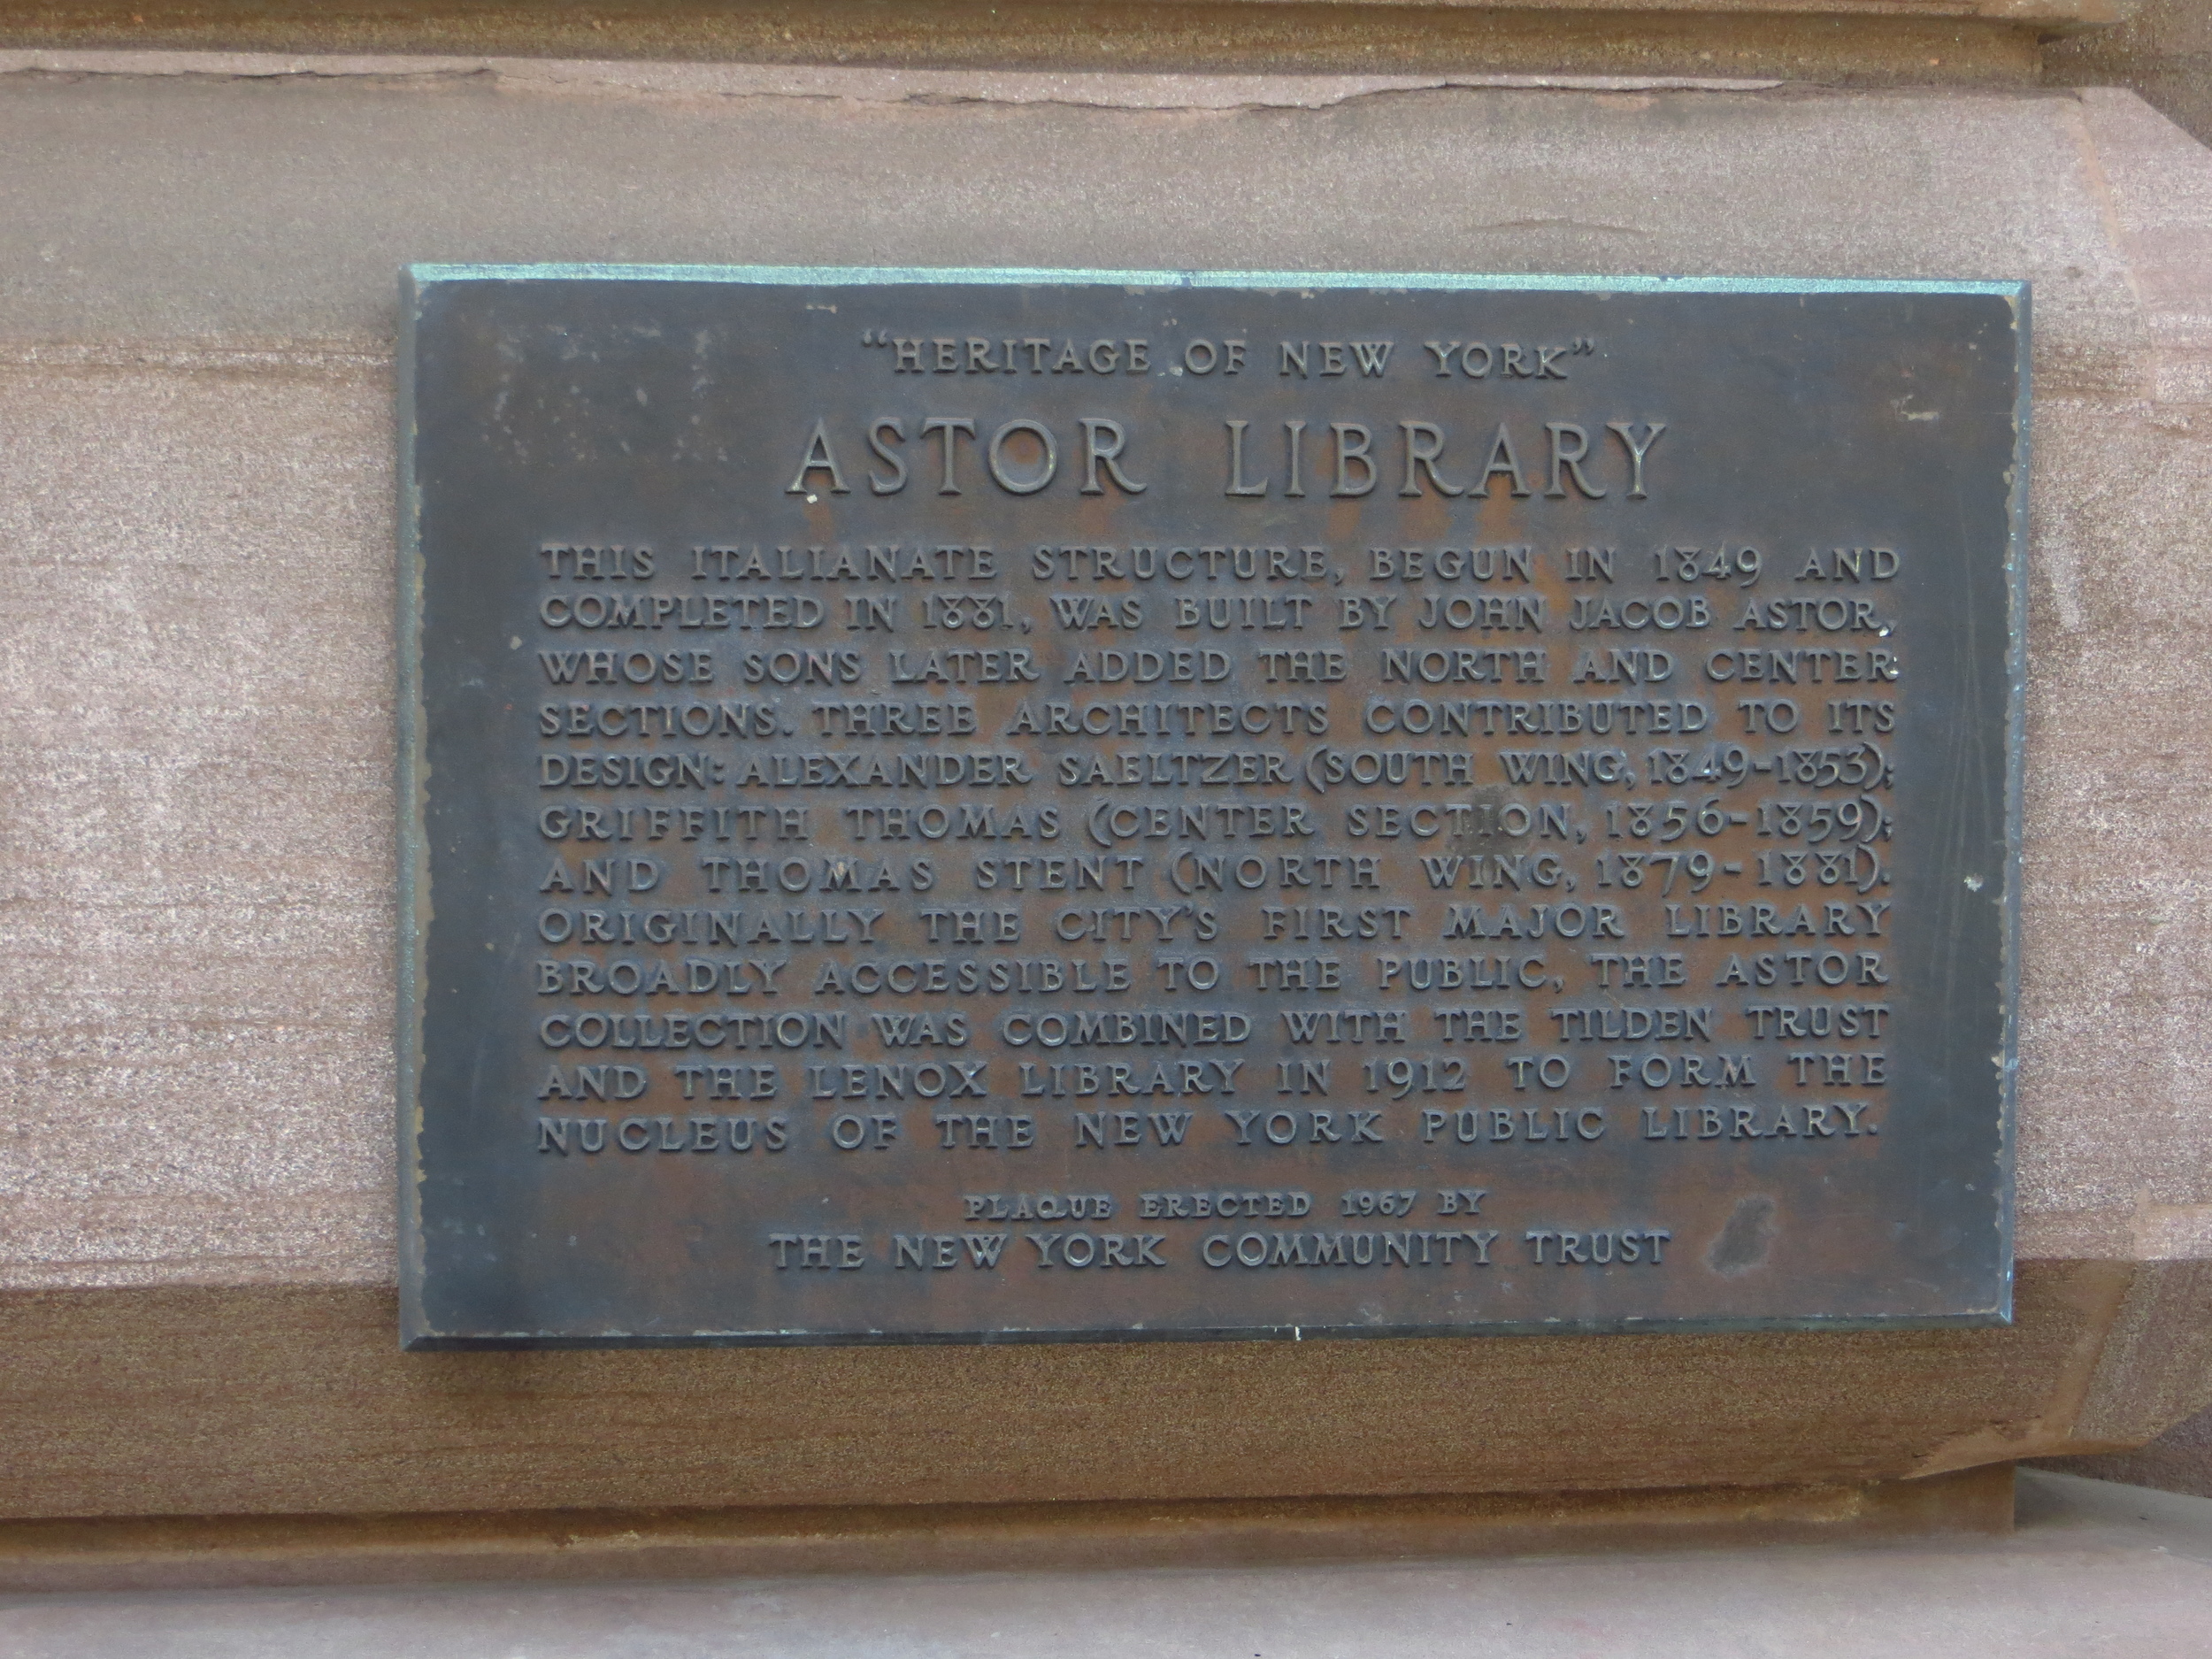 "HERITAGE OF NEW YORK"
ASTOR LIBRARY
THIS ITALIANATE STRUCTURE, BEGUN IN 1849 AND
COMPLETED IN 1881, WAS BUILT BY JOHN JACOB ASTOR,
WHOSE SONS LATER ADDED THE NORTH AND CENTER
SECTIONS. THREE ARCHITECTS CONTRIBUTED TO ITS
DESIGN: ALEXANDER SAELTZER (SOUTH WING, 1849-1853);
GRIFFITH THOMAS (CENTER SECTION, 1856-1859);
AND THOMAS STENT (NORTH WING, 1879-1881).
ORIGINALLY THE CITY'S FIRST MAJOR LIBRARY
BROADLY ACCESSIBLE TO THE PUBLIC, THE ASTOR
COLLECTION WAS COMBINED WITH THE TILDEN TRUST
AND THE LENOX LIBRARY IN 1912 TO FORM THE
NUCLEUS OF THE NEW YORK PUBLIC LIBRARY.
PLAQUE ERECTED 1967 BY
THE NEW YORK COMMUNITY TRUST